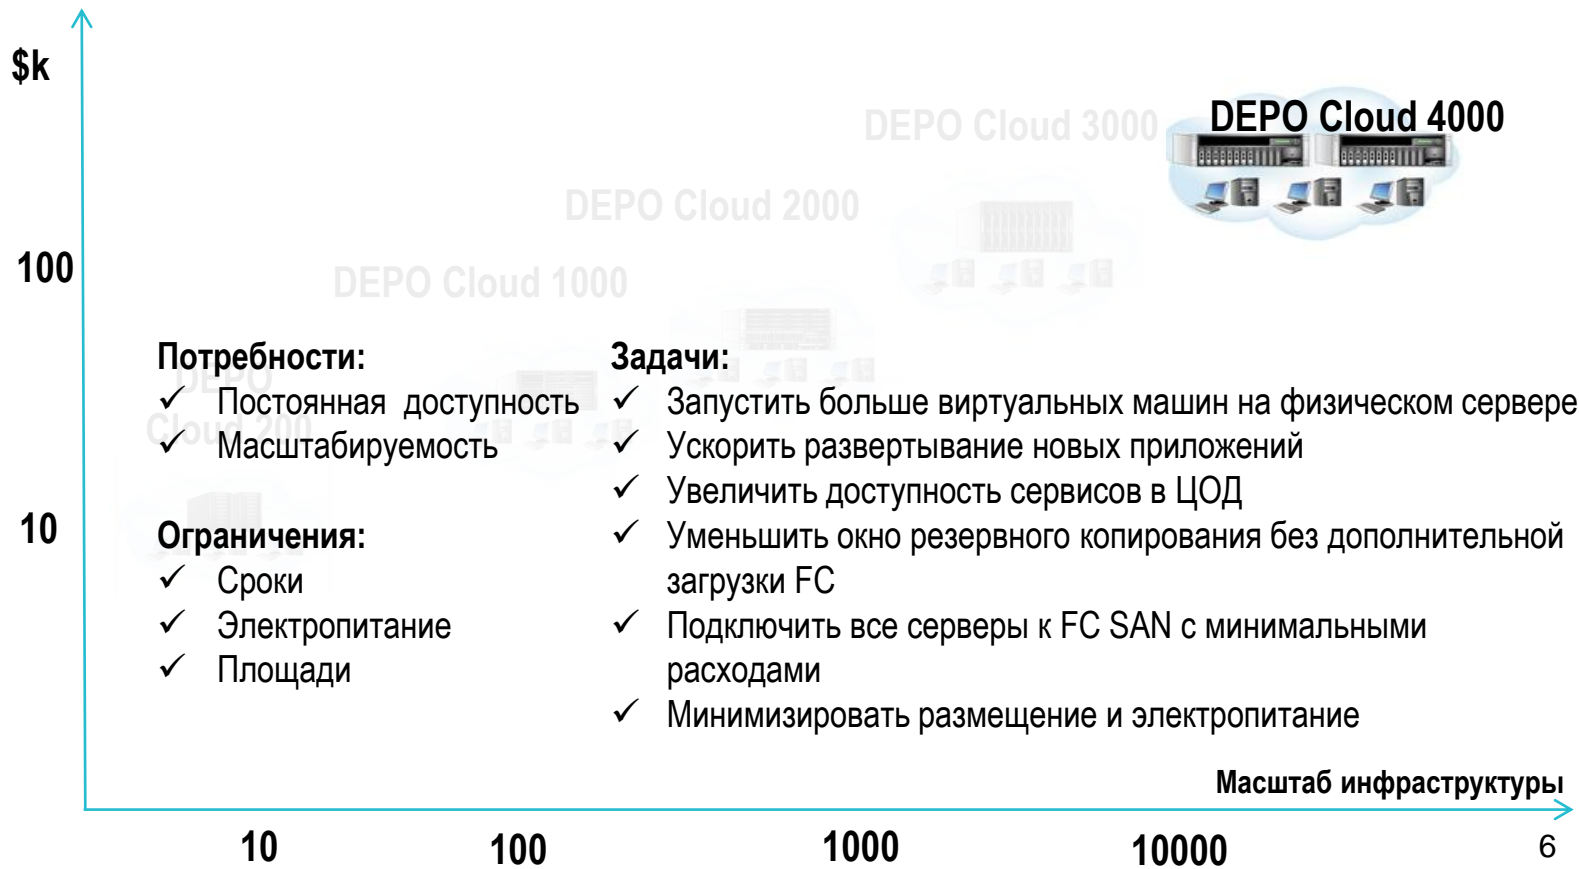 $k
DEPO Cloud 4000
DEPO Cloud 3000
DEPO Cloud 2000
100
DEPO Cloud 1000
DEPO
Cloud 200
Потребности:
✓ Постоянная доступность
✓ Масштабируемость
10
Ограничения:
✓ Сроки
✓ Электропитание
✓ Площади
Задачи:
✓ Запустить больше виртуальных машин на физическом сервере
✓ Ускорить развертывание новых приложений
✓ Увеличить доступность сервисов в ЦОД
✓ Уменьшить окно резервного копирования без дополнительной
загрузки FC
✓ Подключить все серверы к FC SAN с минимальными
расходами
✓ Минимизировать размещение и электропитание
Масштаб инфраструктуры
10 100 1000 10000
6